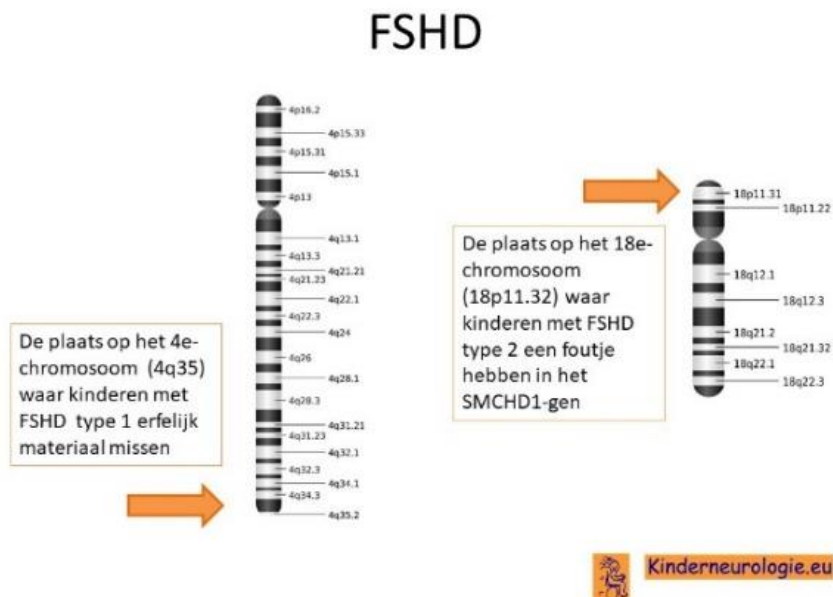 FSHD
4p16.2
4p15.33
4p15.31
4p15.1
4p13
4q13.1
4q13.3
4q21.21
4q21.23
4q22.1
4q22.3
4q24
4q26
4q28.1
4q28.3
4q31.21
4q31.23
4q32.1
4q32.3
4q34.1
4q34.3
4q35.2
De plaats op het 4e-
chromosoom (4q35)
waar kinderen met
FSHD type 1 erfelijk
materiaal missen
18p11.31
18p11.22
18q12.1
18q12.3
18q21.2
18q21.32
18q22.1
18q22.3
De plaats op het 18e-
chromosoom
(18p11.32) waar
kinderen met FSHD
type 2 een foutje
hebben in het
SMCHD1-gen
Kinderneurologie.eu